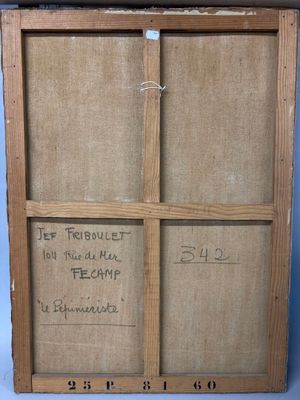 JEF FRIBOULET
104 Rue de Mer
FECAMP
"Le Pépiniériste"
342
25 P 81 60